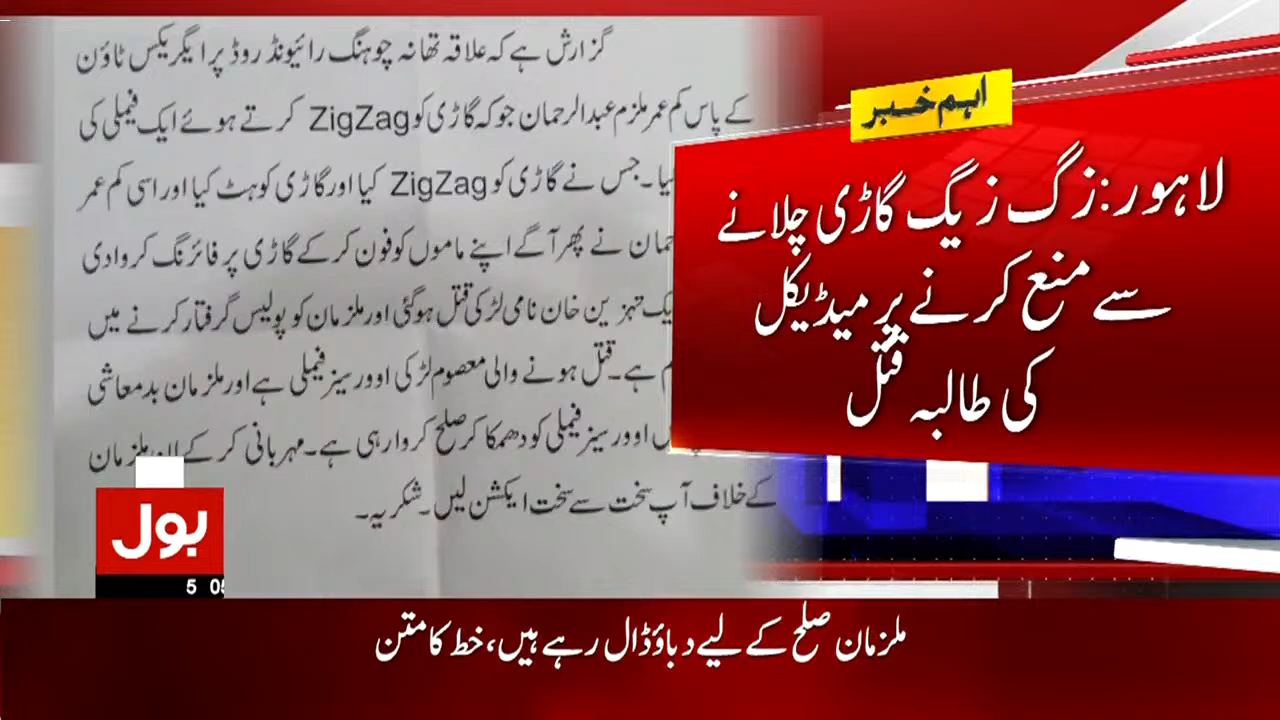 گزارش ہے کہ علاقہ تھانہ چوہنگ رائیونڈ روڈ پر ایگریکس ٹاؤن
کے پاس کم عمر ملزم عبدالرحمان جو کہ گاڑی کو ZigZag کرتے ہوئے ایک فیملی کی
جس نے گاڑی کو ZigZag کیا اور گاڑی کو ہٹ کیا اور اسی کم عمر
نے پھر آگے اپنے ماموں کو فون کر کے گاڑی پر فائرنگ کروا دی
تہزین خان نامی لڑکی قتل ہوگئی اور ملزمان کو پولیس گرفتار کرنے میں
ہے۔ قتل ہونے والی معصوم لڑکی اوورسیز فیملی ہے اور ملزمان بدمعاشی
اوورسیز فیملی کو دھمکا کر صلح کروا رہی ہے۔ مہربانی کر کے ان ملزمان
کے خلاف آپ سخت سے سخت ایکشن لیں۔ شکریہ۔
اہم خبر
لاہور: زگ زیگ گاڑی چلانے
سے منع کرنے پر میڈیکل
کی طالبہ قتل
بول
5 05
ملزمان صلح کے لیے دباؤ ڈال رہے ہیں، خط کا متن